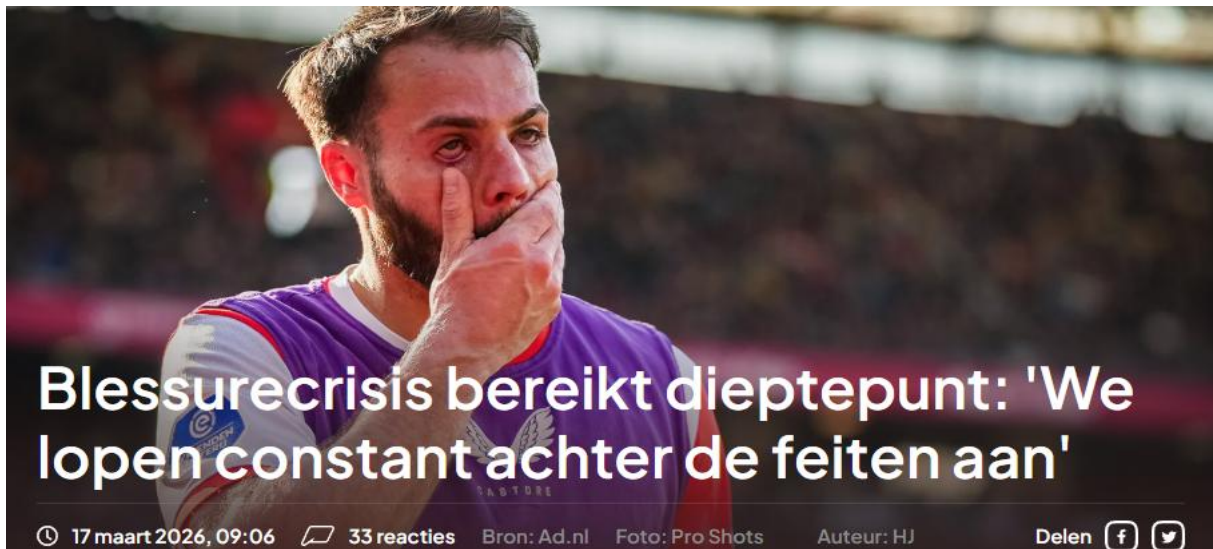 Blessurecrisis bereikt dieptepunt: 'We
lopen constant achter de feiten aan'
17 maart 2026, 09:06 33 reacties Bron: Ad.nl Foto: Pro Shots Auteur: HJ Delen
CASTORE